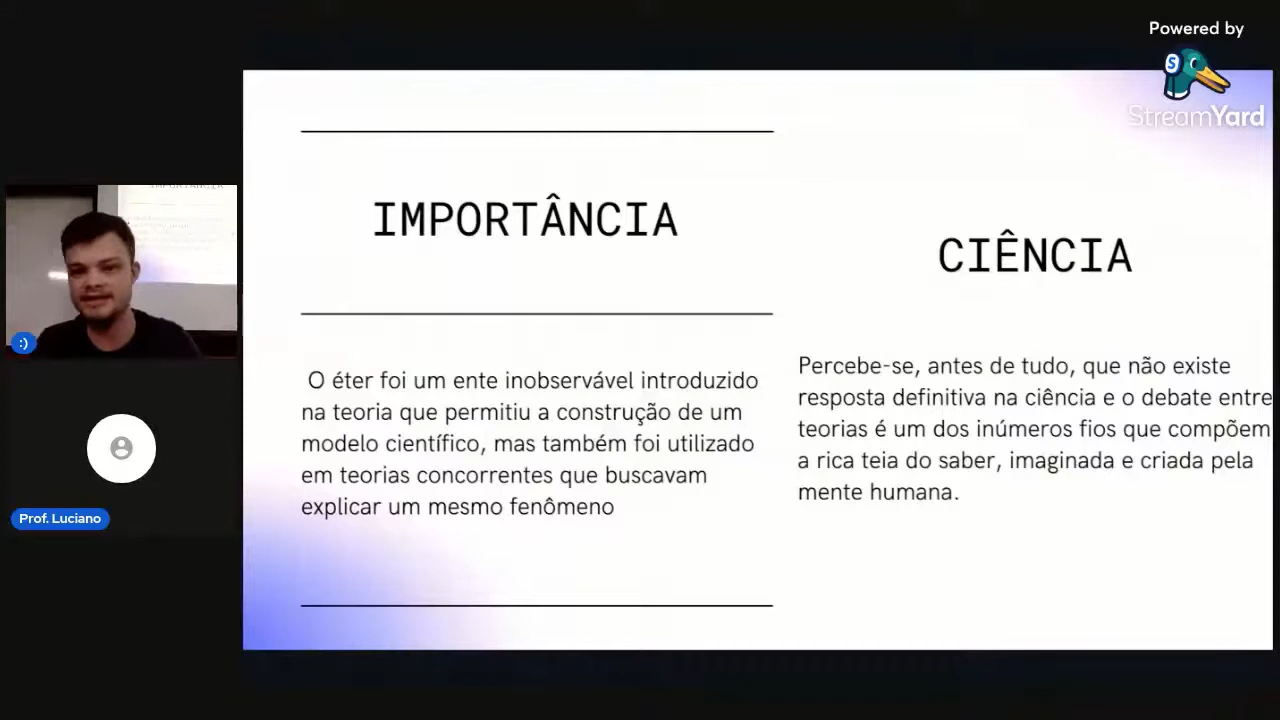 Powered by
StreamYard
IMPORTÂNCIA
O éter foi um ente inobservável introduzido
na teoria que permitiu a construção de um
modelo científico, mas também foi utilizado
em teorias concorrentes que buscavam
explicar um mesmo fenômeno
CIÊNCIA
Percebe-se, antes de tudo, que não existe
resposta definitiva na ciência e o debate entre
teorias é um dos inúmeros fios que compõem
a rica teia do saber, imaginada e criada pela
mente humana.
:)
Prof. Luciano